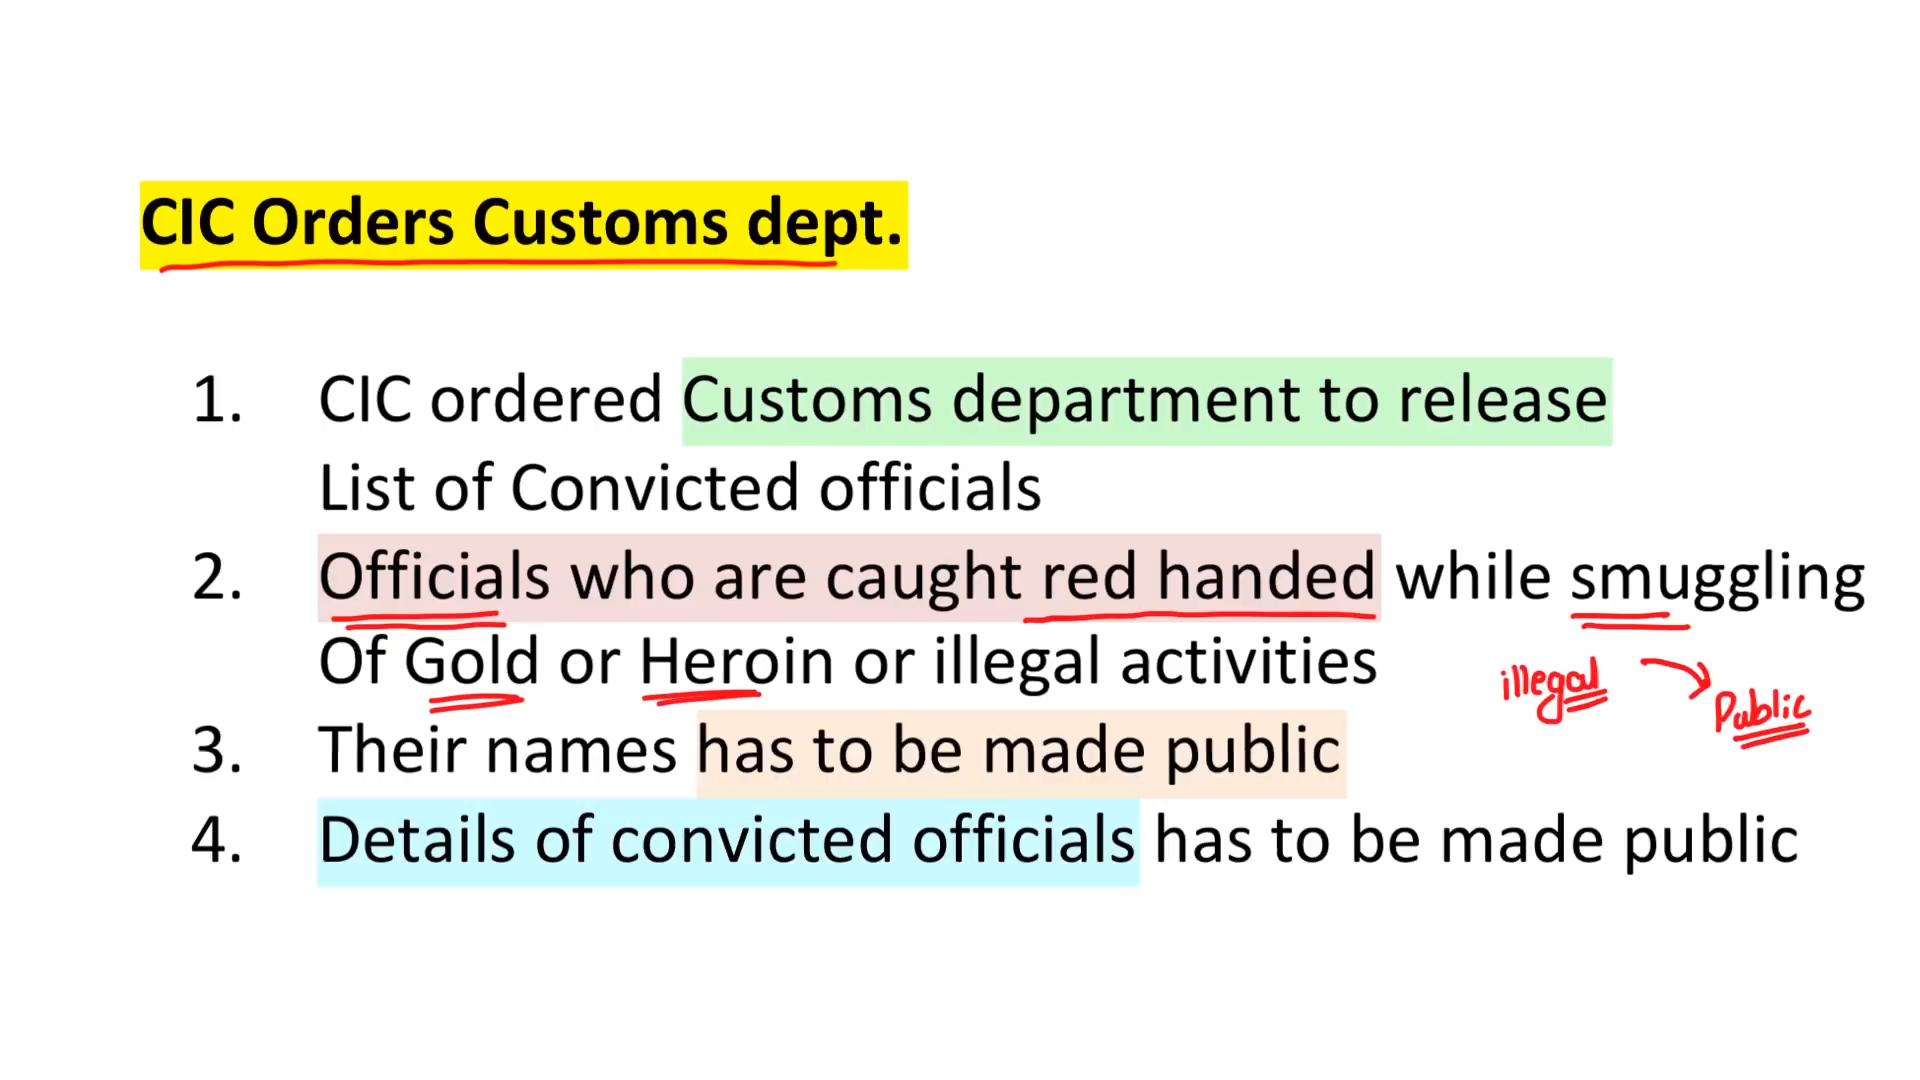 CIC Orders Customs dept.
1. CIC ordered Customs department to release
List of Convicted officials
2. Officials who are caught red handed while smuggling
Of Gold or Heroin or illegal activities
illegal
Public
3. Their names has to be made public
4. Details of convicted officials has to be made public